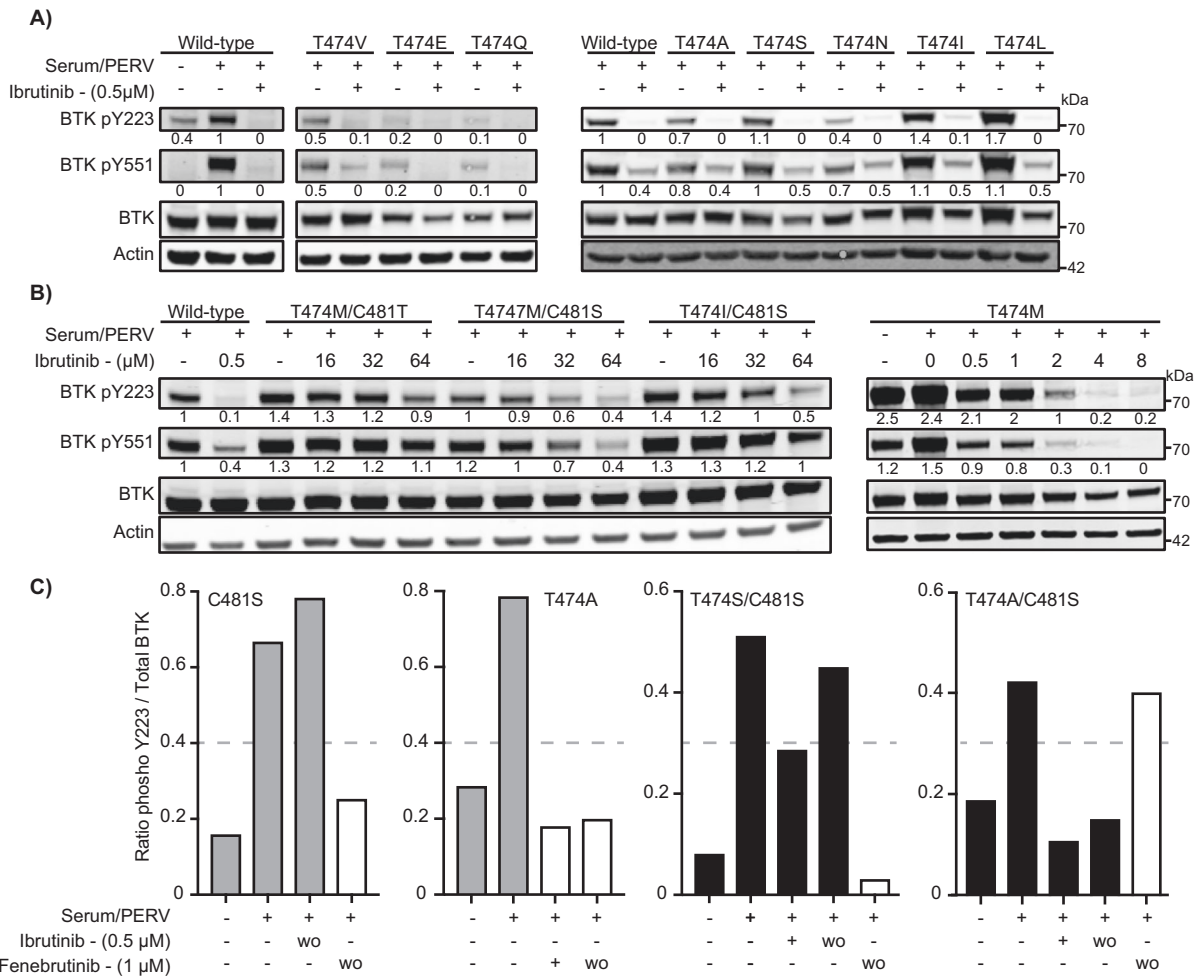 A)
Wild-type T474V T474E T474Q Wild-type T474A T474S T474N T474I T474L
Serum/PERV - + + + + + + + + + + + + + + + + + + + +
Ibrutinib - (0.5µM) - - + - + - + - + - + - + - + - + - + - +
kDa
BTK pY223 70
0.4 1 0 0.5 0.1 0.2 0 0.1 0 1 0 0.7 0 1.1 0 0.4 0 1.4 0.1 1.7 0
BTK pY551 70
0 1 0 0.5 0 0.2 0 0.1 0 1 0.4 0.8 0.4 1 0.5 0.7 0.5 1.1 0.5 1.1 0.5
BTK 70
Actin 42
B)
Wild-type T474M/C481T T4747M/C481S T474I/C481S T474M
Serum/PERV + + + + + + + + + + + + + + - + + + + + +
Ibrutinib - (µM) - 0.5 - 16 32 64 - 16 32 64 - 16 32 64 - 0 0.5 1 2 4 8
kDa
BTK pY223 70
1 0.1 1.4 1.3 1.2 0.9 1 0.9 0.6 0.4 1.4 1.2 1 0.5 2.5 2.4 2.1 2 1 0.2 0.2
BTK pY551 70
1 0.4 1.3 1.2 1.2 1.1 1.2 1 0.7 0.4 1.3 1.3 1.2 1 1.2 1.5 0.9 0.8 0.3 0.1 0
BTK 70
Actin 42
C)
Ratio phosho Y223 / Total BTK
0.8 0.8 0.6 0.6
C481S T474A T474S/C481S T474A/C481S
0.6 0.6 0.4 0.4
0.4 0.4
0.2 0.2 0.2 0.2
0 0 0 0
Serum/PERV - + + + - + + + - + + + + - + + + +
Ibrutinib - (0.5 µM) - - wo - - - - - - - + wo - - - + wo -
Fenebrutinib - (1 µM) - - - wo - - + wo - - - - wo - - - - wo